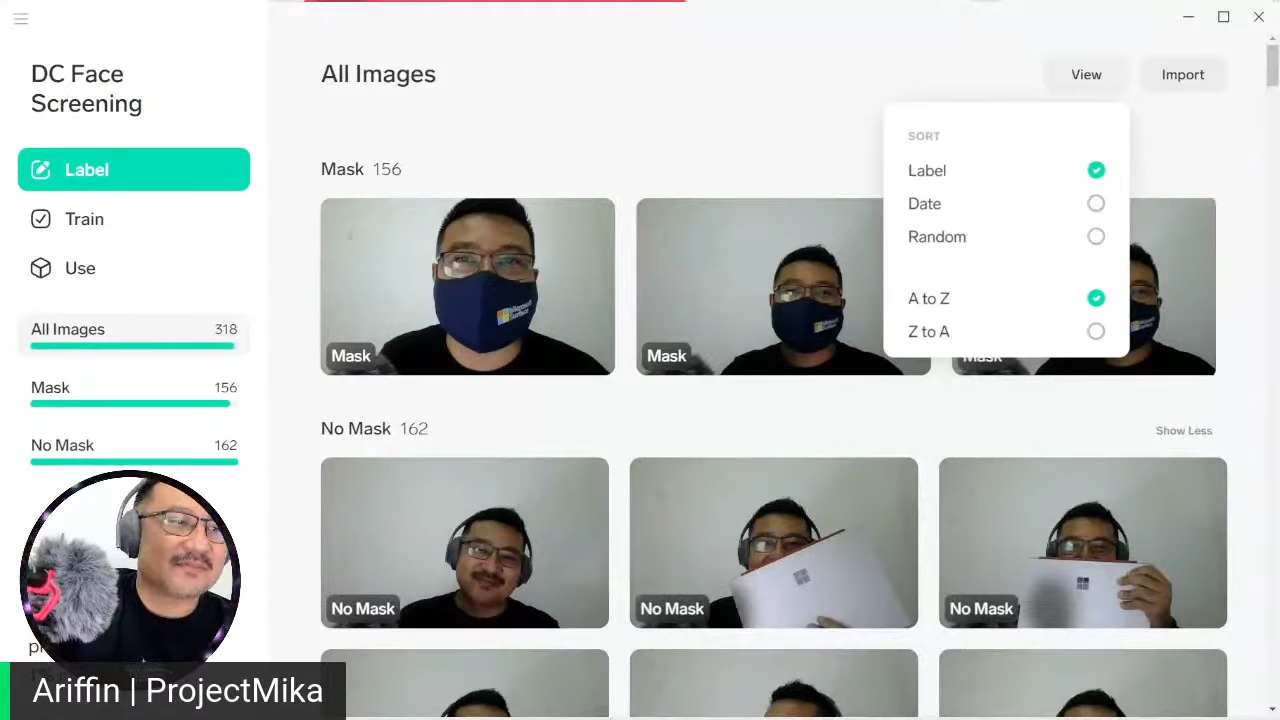 DC Face
Screening
Label
Train
Use
All Images 318
Mask 156
No Mask 162
All Images
View
Import
SORT
Label
Date
Random
A to Z
Z to A
Mask 156
Mask
Mask
Mask
No Mask 162
Show Less
No Mask
No Mask
No Mask
Ariffin | ProjectMika